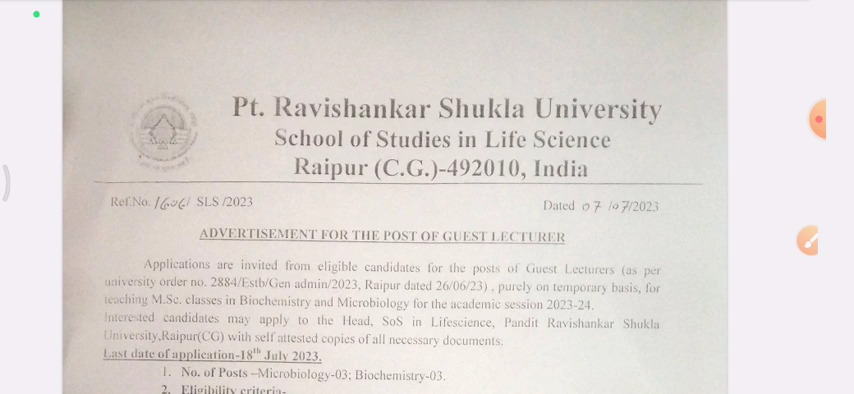 Pt. Ravishankar Shukla University
School of Studies in Life Science
Raipur (C.G.)-492010, India
Ref.No. 1606/ SLS /2023
Dated 07/07/2023
ADVERTISEMENT FOR THE POST OF GUEST LECTURER
Applications are invited from eligible candidates for the posts of Guest Lecturers (as per
university order no. 2884/Estb/Gen admin/2023, Raipur dated 26/06/23) , purely on temporary basis, for
teaching M.Sc. classes in Biochemistry and Microbiology for the academic session 2023-24.
Interested candidates may apply to the Head, SoS in Lifescience, Pandit Ravishankar Shukla
University,Raipur(CG) with self attested copies of all necessary documents.
Last date of application-18th July 2023.
1. No. of Posts –Microbiology-03; Biochemistry-03.
2. Eligibility criteria-